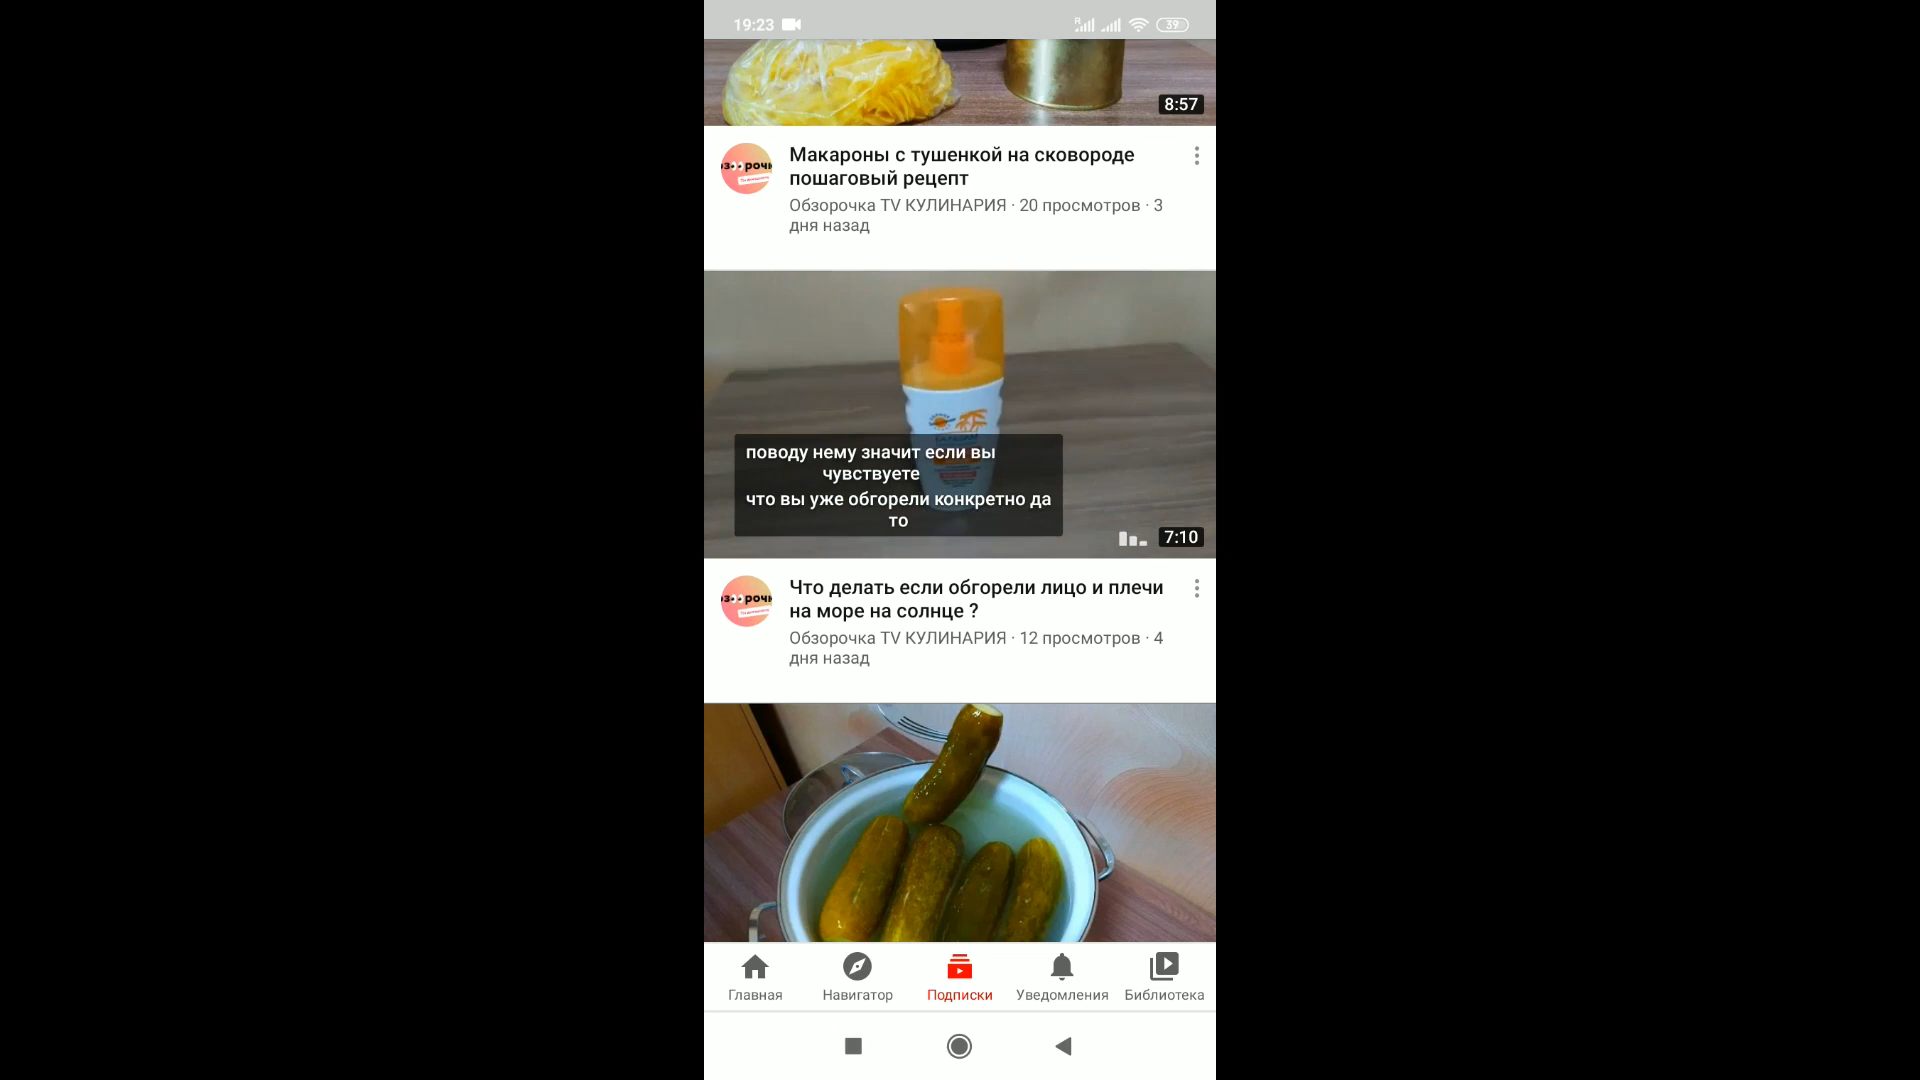 19:23
R
39
8:57
Макароны с тушенкой на сковороде
пошаговый рецепт
Обзорочка TV КУЛИНАРИЯ · 20 просмотров · 3
дня назад
поводу нему значит если вы
чувствуете
что вы уже обгорели конкретно да
то
7:10
Что делать если обгорели лицо и плечи
на море на солнце ?
Обзорочка TV КУЛИНАРИЯ · 12 просмотров · 4
дня назад
Главная
Навигатор
Подписки
Уведомления
Библиотека